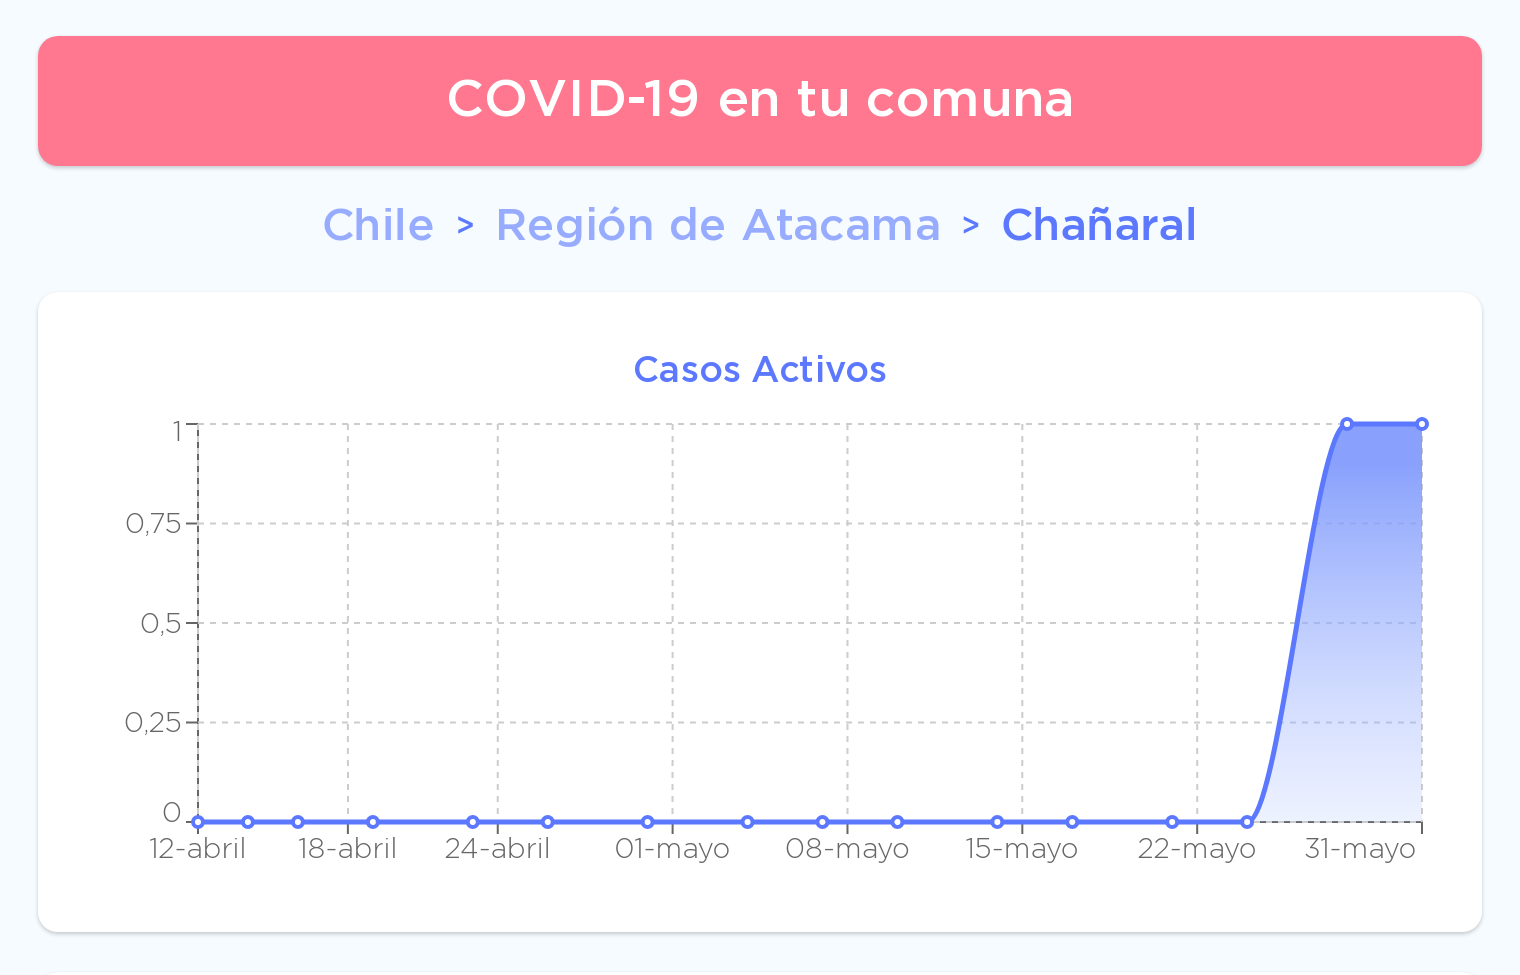 COVID-19 en tu comuna
Chile > Región de Atacama > Chañaral
Casos Activos
1
0,75
0,5
0,25
0
12-abril 18-abril 24-abril 01-mayo 08-mayo 15-mayo 22-mayo 31-mayo